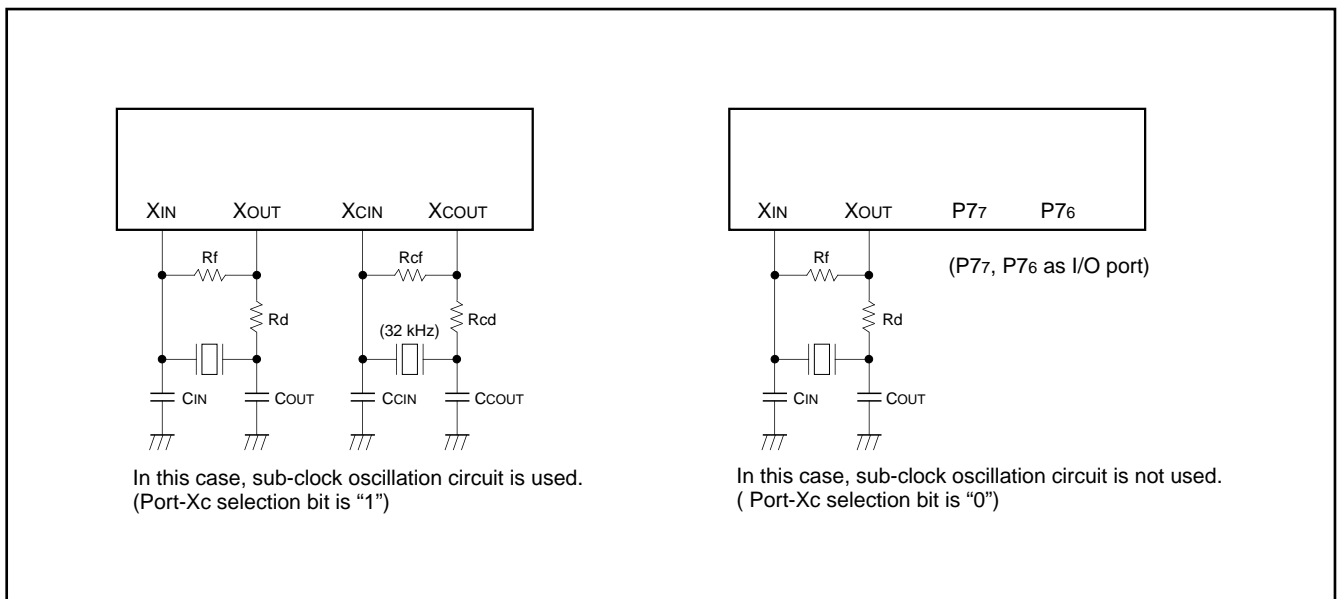 XIN XOUT XCIN XCOUT
Rf Rcf
Rd (32 kHz) Rcd
CIN COUT CCIN CCOUT
In this case, sub-clock oscillation circuit is used.
(Port-Xc selection bit is “1”)
XIN XOUT P77 P76
Rf (P77, P76 as I/O port)
Rd
CIN COUT
In this case, sub-clock oscillation circuit is not used.
( Port-Xc selection bit is “0”)